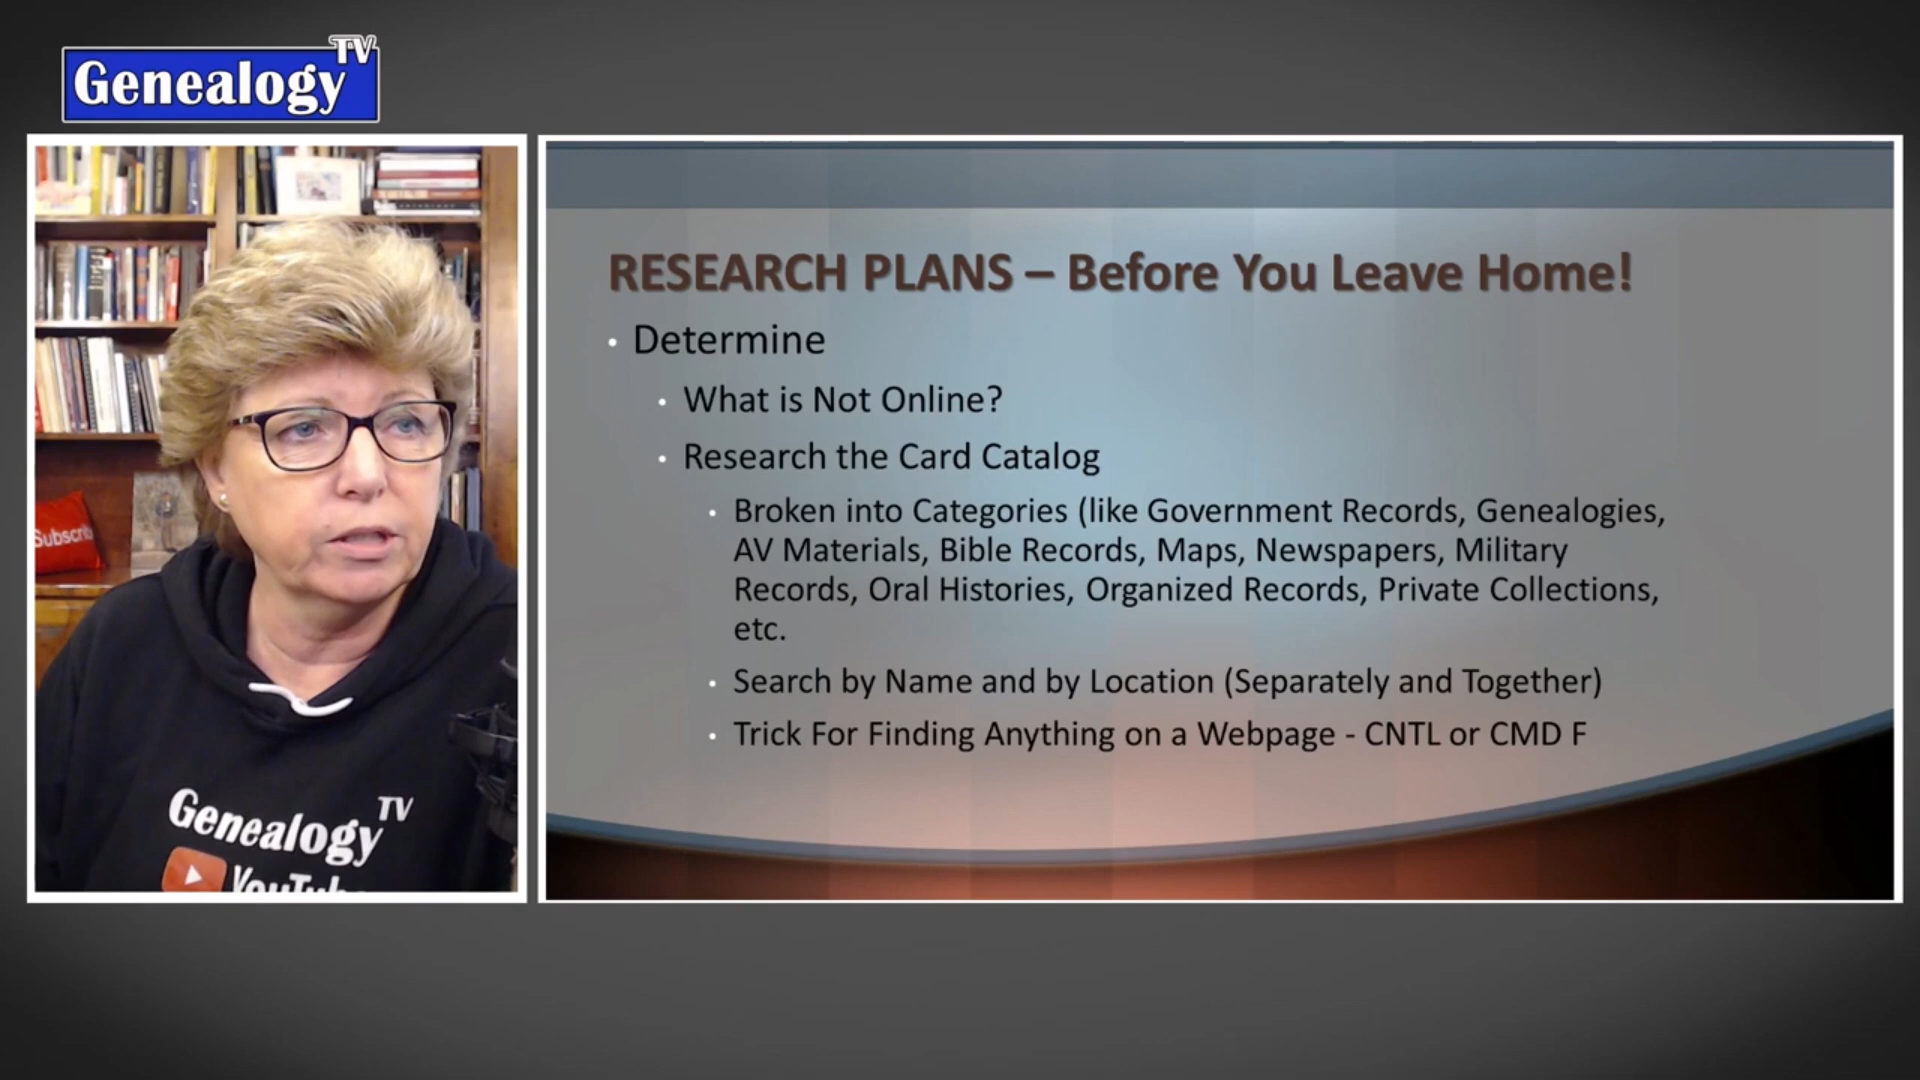 Genealogy TV
RESEARCH PLANS – Before You Leave Home!
• Determine
• What is Not Online?
• Research the Card Catalog
• Broken into Categories (like Government Records, Genealogies,
AV Materials, Bible Records, Maps, Newspapers, Military
Records, Oral Histories, Organized Records, Private Collections,
etc.
• Search by Name and by Location (Separately and Together)
• Trick For Finding Anything on a Webpage - CNTL or CMD F
Subscrib
Genealogy TV
YouTube